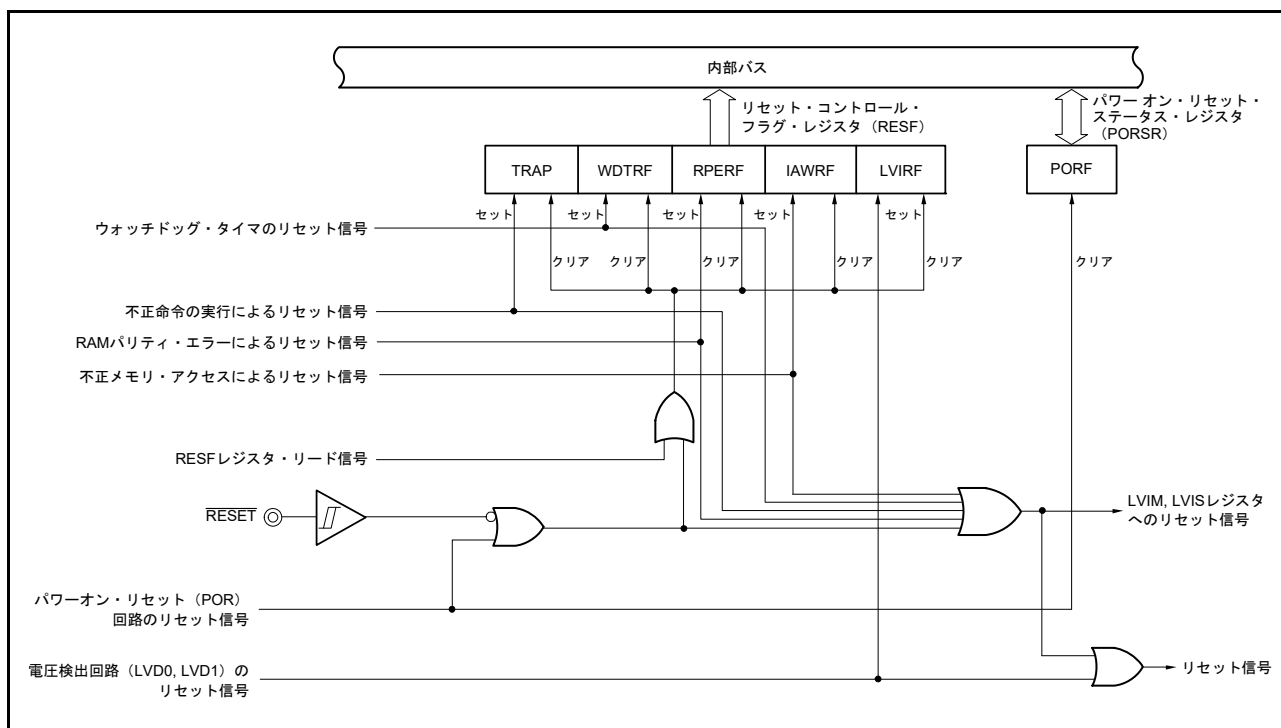 内部バス
リセット・コントロール・
フラグ・レジスタ（RESF）
パワー オン・リセット・
ステータス・レジスタ
（PORSR）
TRAP
WDTRF
RPERF
IAWRF
LVIRF
PORF
セット
セット
セット
セット
セット
ウォッチドッグ・タイマのリセット信号
クリア
クリア
クリア
クリア
クリア
クリア
不正命令の実行によるリセット信号
RAMパリティ・エラーによるリセット信号
不正メモリ・アクセスによるリセット信号
RESFレジスタ・リード信号
RESET
LVIM, LVISレジスタ
へのリセット信号
パワーオン・リセット（POR）
回路のリセット信号
電圧検出回路（LVD0, LVD1）の
リセット信号
リセット信号